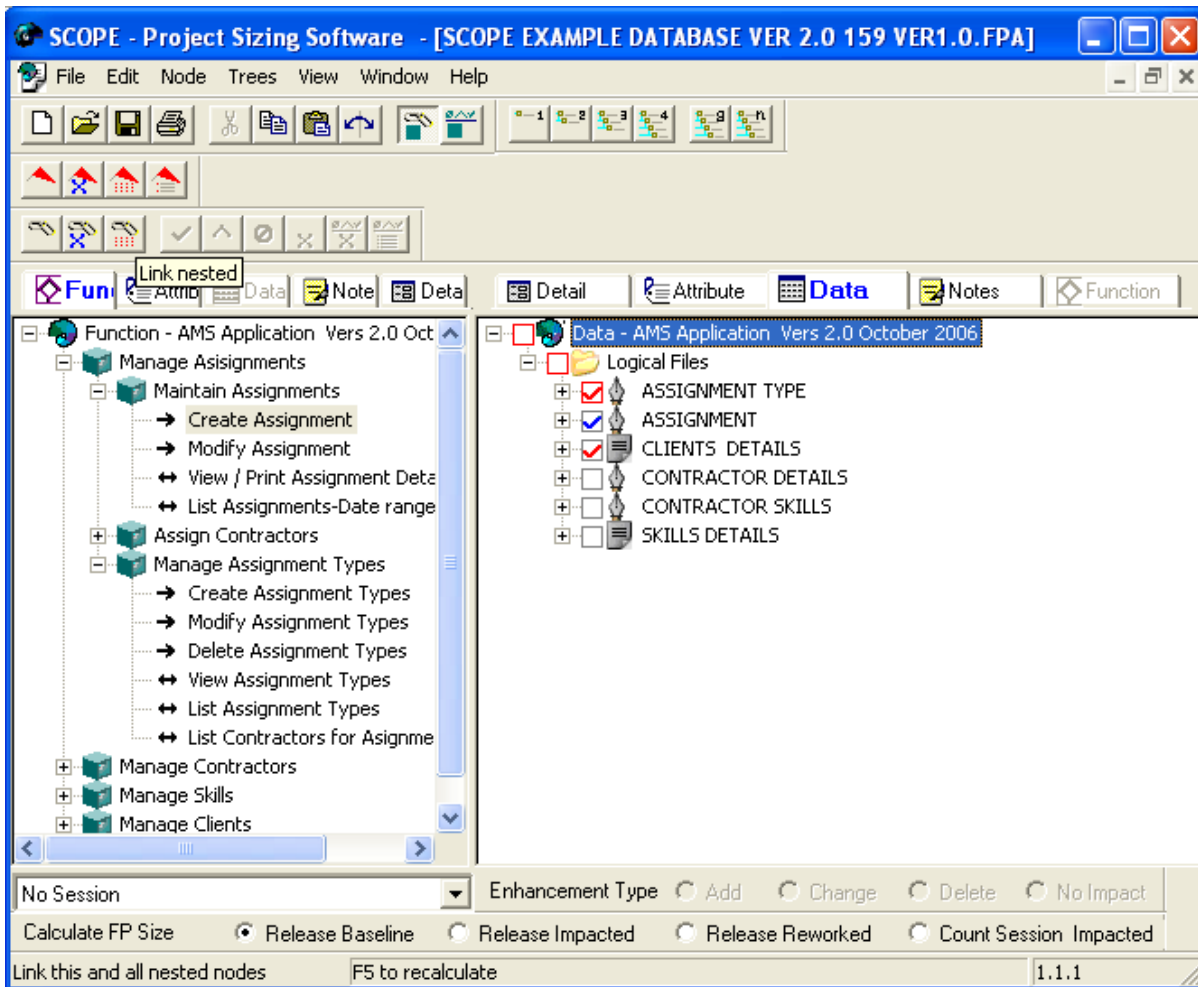 SCOPE - Project Sizing Software - [SCOPE EXAMPLE DATABASE VER 2.0 159 VER1.0.FPA]
File Edit Node Trees View Window Help
1 2 3 4 g n
Link nested
Func Attrib Data Note Deta Detail Attribute Data Notes Function
Function - AMS Application Vers 2.0 Oct
Manage Asisignments
Maintain Assignments
Create Assignment
Modify Assignment
View / Print Assignment Deta
List Assignments-Date range
Assign Contractors
Manage Assignment Types
Create Assignment Types
Modify Assignment Types
Delete Assignment Types
View Assignment Types
List Assignment Types
List Contractors for Asignme
Manage Contractors
Manage Skills
Manage Clients
Data - AMS Application Vers 2.0 October 2006
Logical Files
ASSIGNMENT TYPE
ASSIGNMENT
CLIENTS DETAILS
CONTRACTOR DETAILS
CONTRACTOR SKILLS
SKILLS DETAILS
No Session Enhancement Type Add Change Delete No Impact
Calculate FP Size Release Baseline Release Impacted Release Reworked Count Session Impacted
Link this and all nested nodes F5 to recalculate 1.1.1